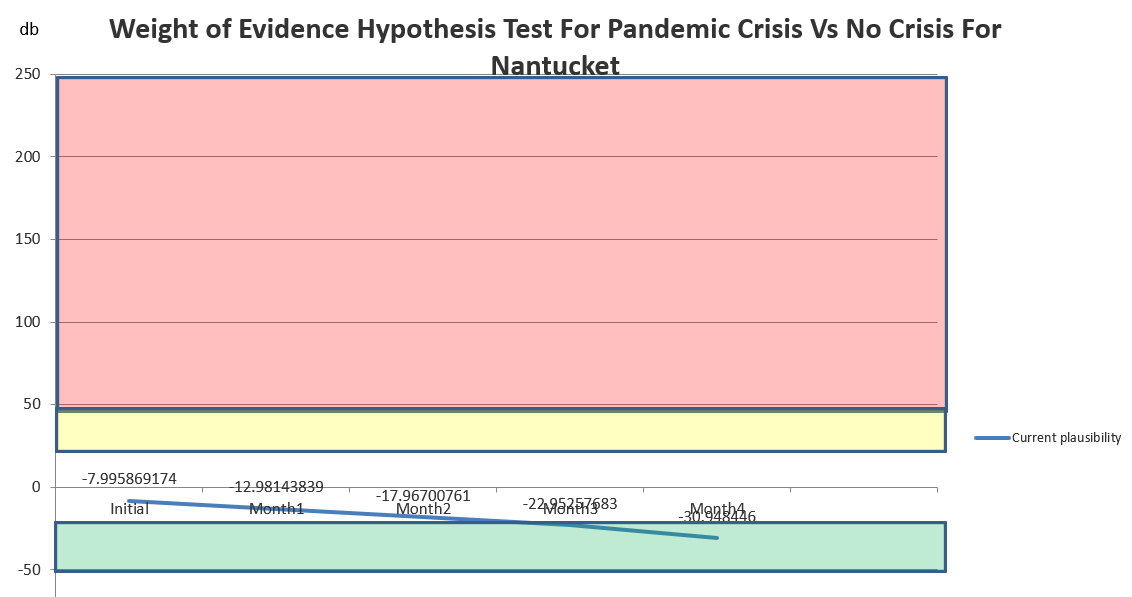 db
Weight of Evidence Hypothesis Test For Pandemic Crisis Vs No Crisis For
Nantucket
250
200
150
100
50
Current plausibility
0
-7.995869174
-12.98143839
-17.96700761
-22.95257683
-30.948446
Initial
Month1
Month2
Month3
Month4
-50